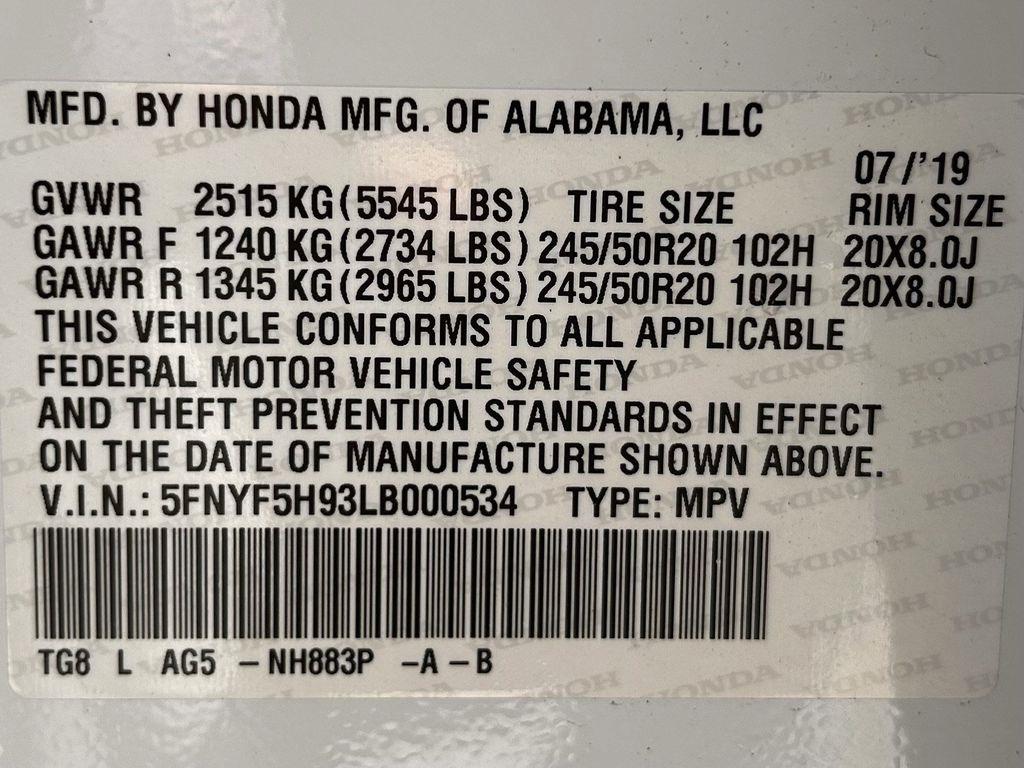 MFD. BY HONDA MFG. OF ALABAMA, LLC
07/'19
GVWR 2515 KG (5545 LBS) TIRE SIZE RIM SIZE
GAWR F 1240 KG (2734 LBS) 245/50R20 102H 20X8.0J
GAWR R 1345 KG (2965 LBS) 245/50R20 102H 20X8.0J
THIS VEHICLE CONFORMS TO ALL APPLICABLE
FEDERAL MOTOR VEHICLE SAFETY
AND THEFT PREVENTION STANDARDS IN EFFECT
ON THE DATE OF MANUFACTURE SHOWN ABOVE.
V.I.N.: 5FNYF5H93LB000534 TYPE: MPV
TG8 L AG5 -NH883P -A-B